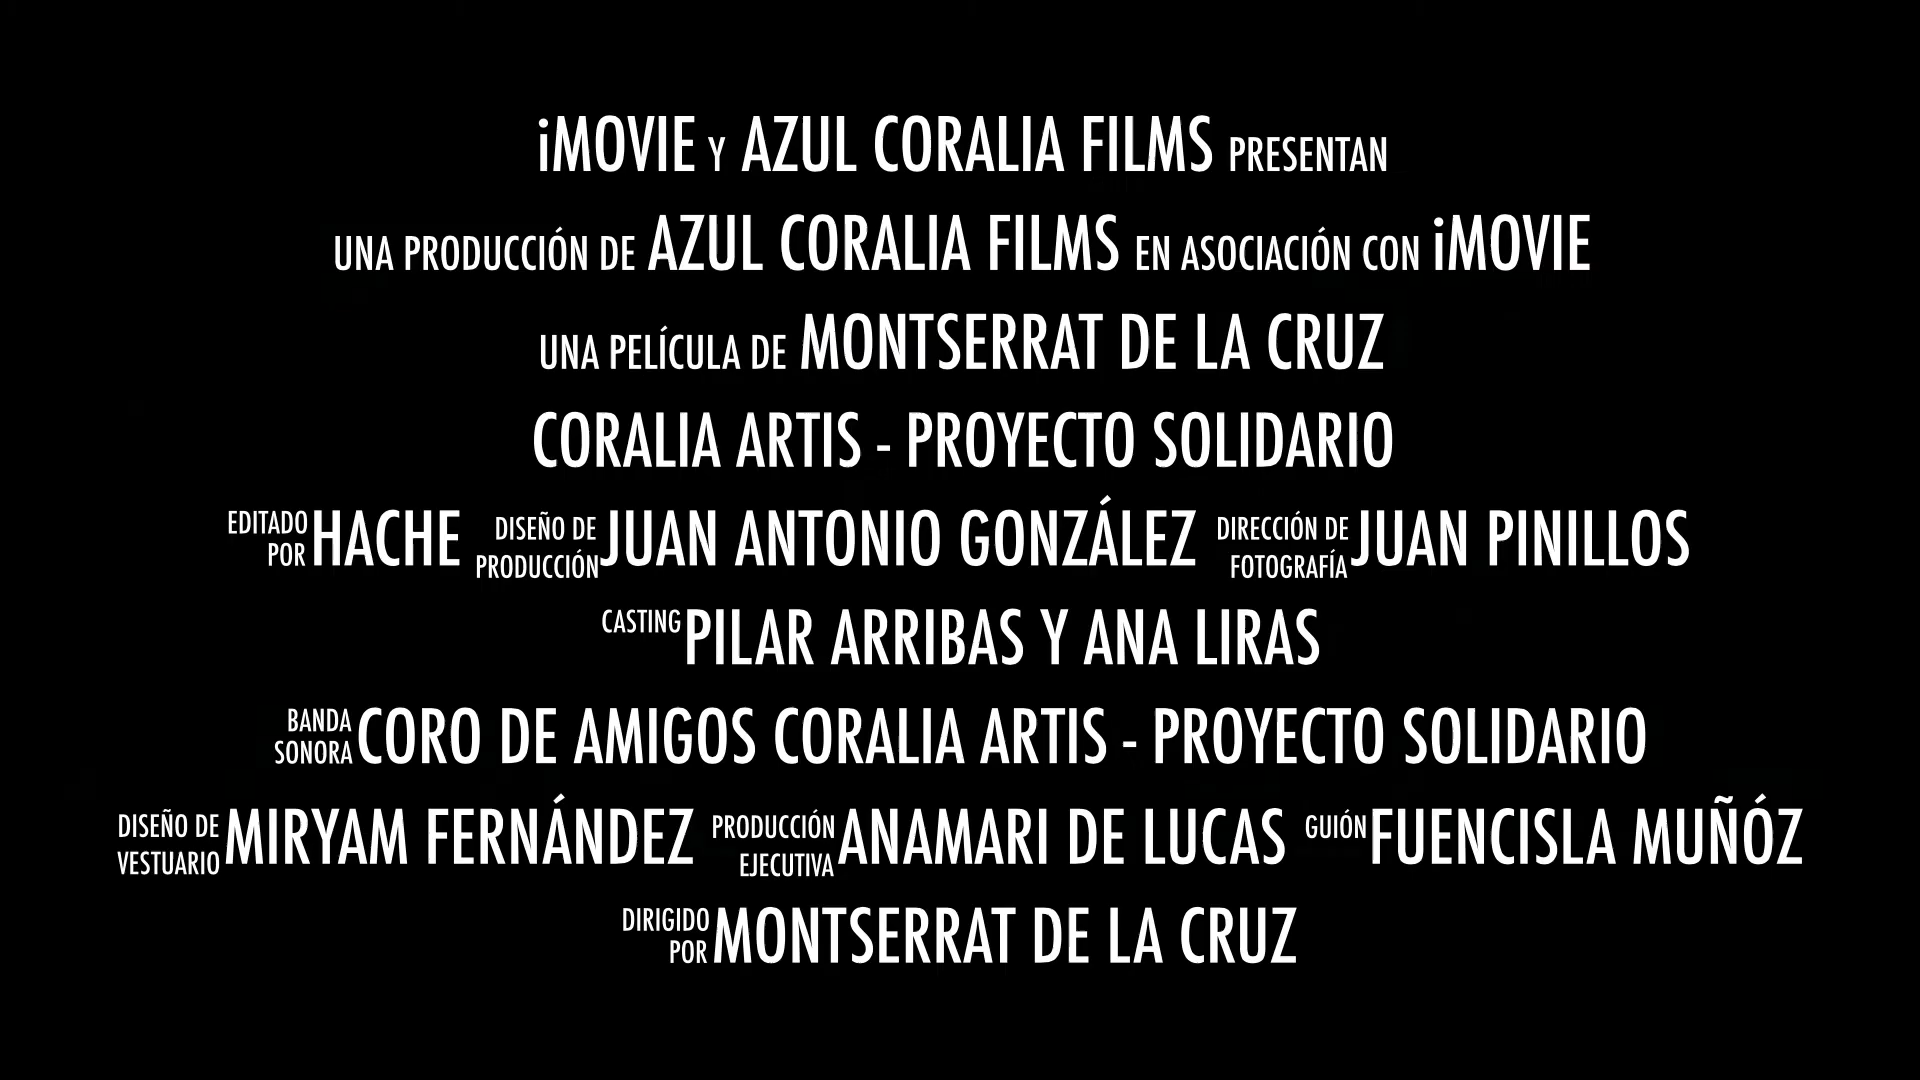 iMOVIE Y AZUL CORALIA FILMS PRESENTAN
UNA PRODUCCIÓN DE AZUL CORALIA FILMS EN ASOCIACIÓN CON iMOVIE
UNA PELÍCULA DE MONTSERRAT DE LA CRUZ
CORALIA ARTIS - PROYECTO SOLIDARIO
EDITADO POR HACHE DISEÑO DE PRODUCCIÓN JUAN ANTONIO GONZÁLEZ DIRECCIÓN DE FOTOGRAFÍA JUAN PINILLOS
CASTING PILAR ARRIBAS Y ANA LIRAS
BANDA SONORA CORO DE AMIGOS CORALIA ARTIS - PROYECTO SOLIDARIO
DISEÑO DE VESTUARIO MIRYAM FERNÁNDEZ PRODUCCIÓN EJECUTIVA ANAMARI DE LUCAS GUIÓN FUENCISLA MUÑÓZ
DIRIGIDO POR MONTSERRAT DE LA CRUZ